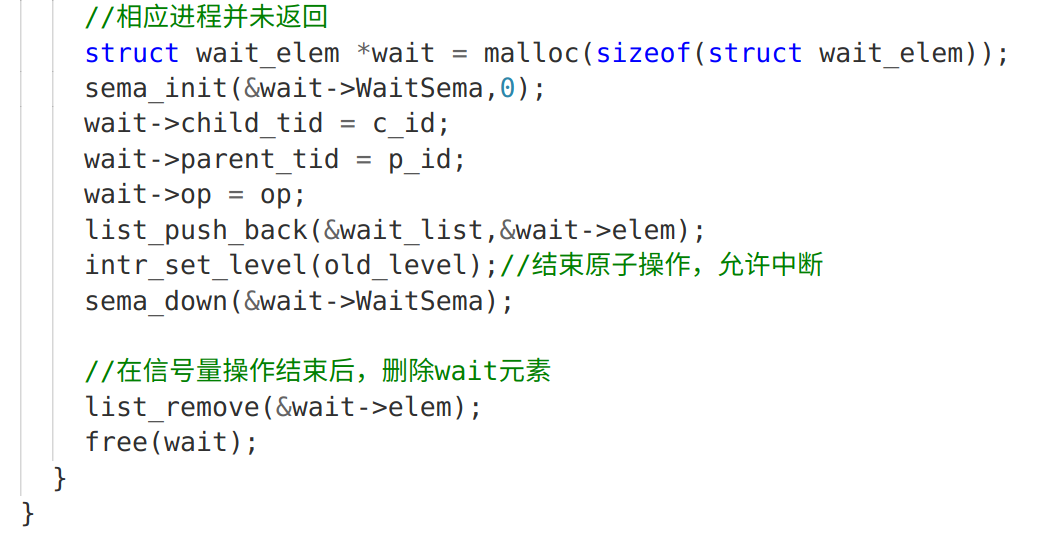 //相应进程并未返回
struct wait_elem *wait = malloc(sizeof(struct wait_elem));
sema_init(&wait->WaitSema,0);
wait->child_tid = c_id;
wait->parent_tid = p_id;
wait->op = op;
list_push_back(&wait_list,&wait->elem);
intr_set_level(old_level);//结束原子操作，允许中断
sema_down(&wait->WaitSema);
//在信号量操作结束后，删除wait元素
list_remove(&wait->elem);
free(wait);
}
}